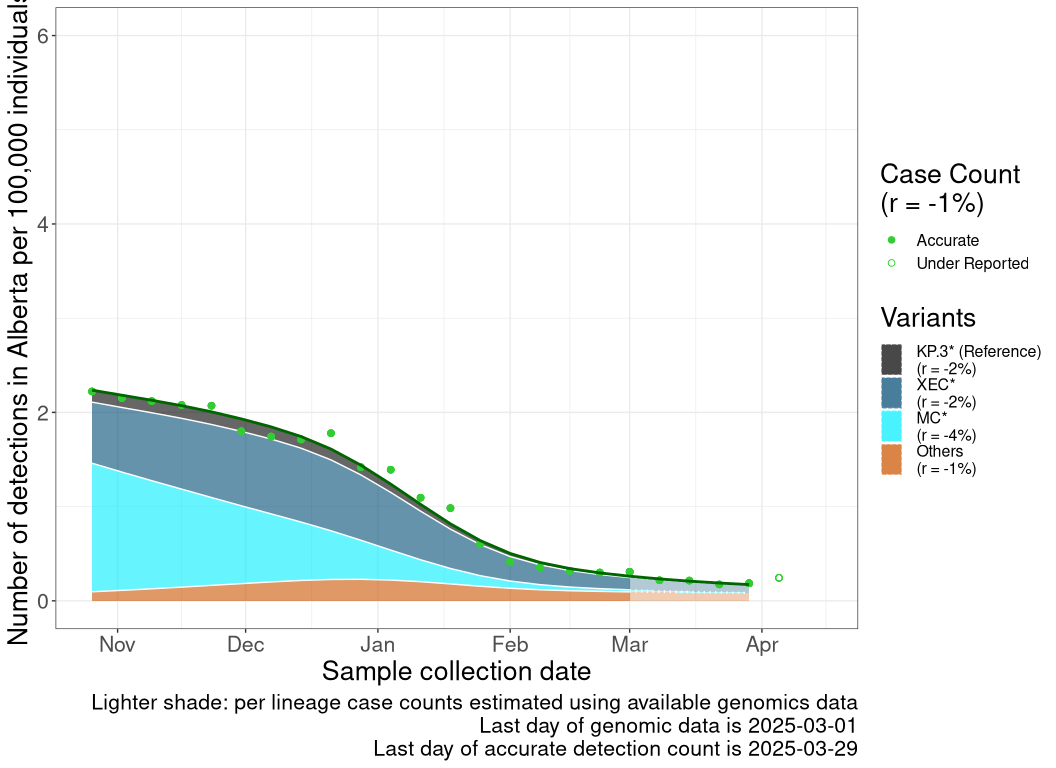 Number of detections in Alberta per 100,000 individuals
6
4
2
0
Nov
Dec
Jan
Feb
Mar
Apr
Sample collection date
Lighter shade: per lineage case counts estimated using available genomics data
Last day of genomic data is 2025-03-01
Last day of accurate detection count is 2025-03-29
Case Count
(r = -1%)
Accurate
Under Reported
Variants
KP.3* (Reference)
(r = -2%)
XEC*
(r = -2%)
MC*
(r = -4%)
Others
(r = -1%)